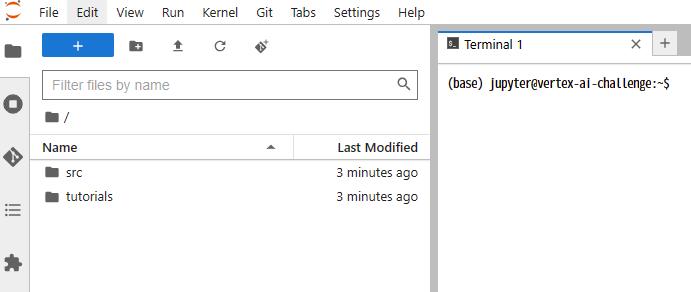 File Edit View Run Kernel Git Tabs Settings Help
+
Filter files by name
/
Name Last Modified
src 3 minutes ago
tutorials 3 minutes ago
Terminal 1
(base) jupyter@vertex-ai-challenge:~$